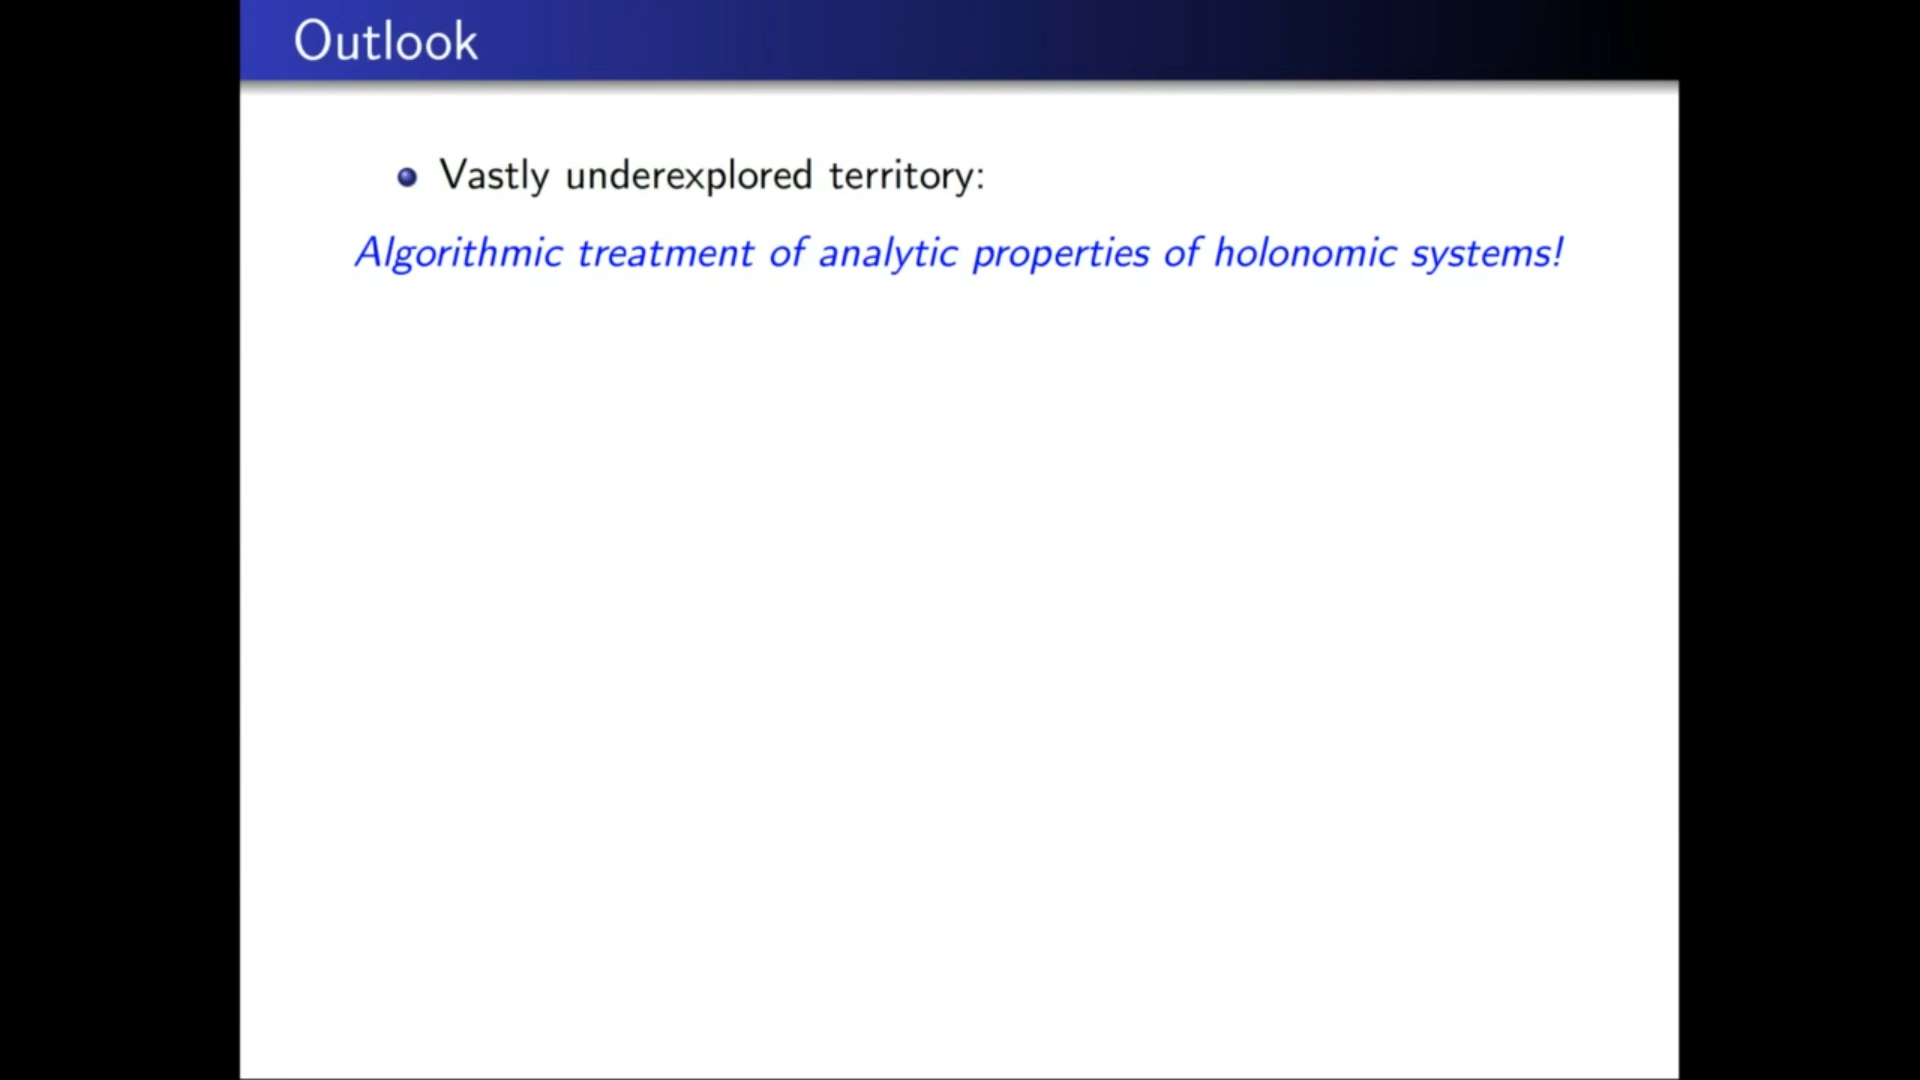 Outlook
Vastly underexplored territory:
Algorithmic treatment of analytic properties of holonomic systems!